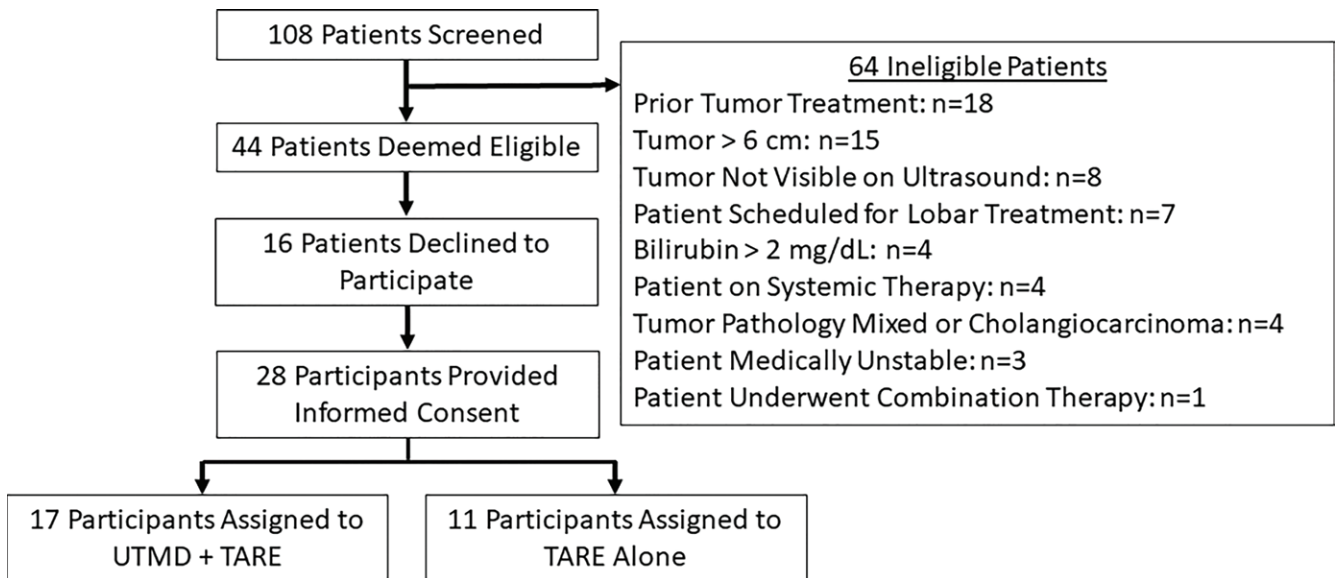 108 Patients Screened
64 Ineligible Patients
Prior Tumor Treatment: n=18
Tumor > 6 cm: n=15
Tumor Not Visible on Ultrasound: n=8
Patient Scheduled for Lobar Treatment: n=7
Bilirubin > 2 mg/dL: n=4
Patient on Systemic Therapy: n=4
Tumor Pathology Mixed or Cholangiocarcinoma: n=4
Patient Medically Unstable: n=3
Patient Underwent Combination Therapy: n=1
44 Patients Deemed Eligible
16 Patients Declined to
Participate
28 Participants Provided
Informed Consent
17 Participants Assigned to
UTMD + TARE
11 Participants Assigned to
TARE Alone